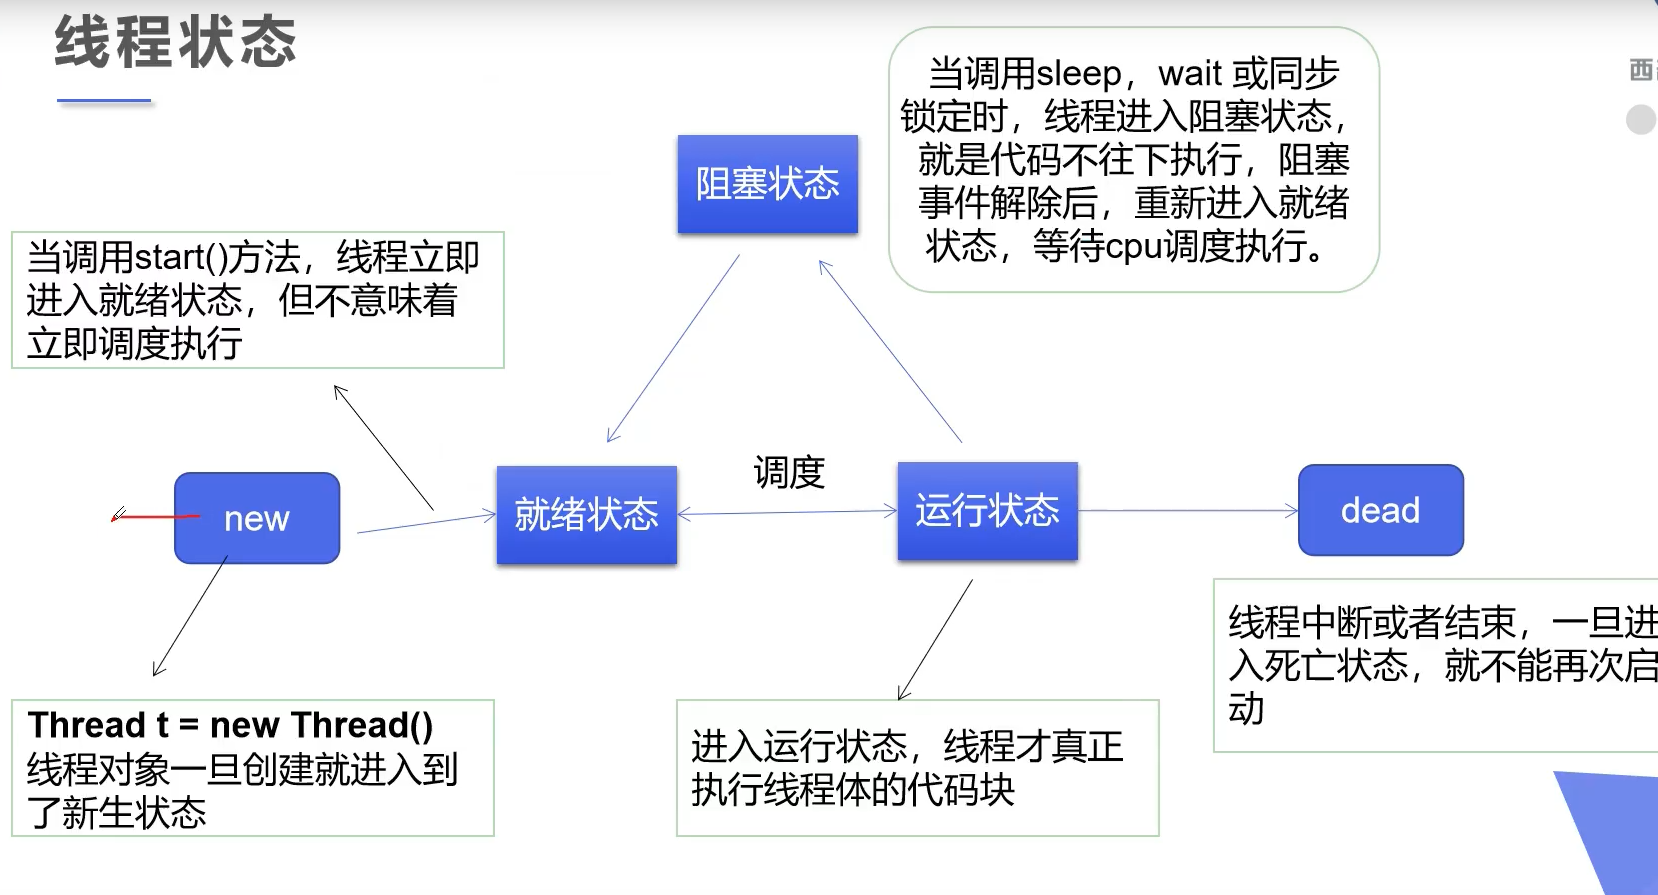 线程状态
西
当调用sleep，wait 或同步
锁定时，线程进入阻塞状态，
就是代码不往下执行，阻塞
事件解除后，重新进入就绪
状态，等待cpu调度执行。
阻塞状态
当调用start()方法，线程立即
进入就绪状态，但不意味着
立即调度执行
调度
new
就绪状态
运行状态
dead
线程中断或者结束，一旦进
入死亡状态，就不能再次启
动
Thread t = new Thread()
线程对象一旦创建就进入到
了新生状态
进入运行状态，线程才真正
执行线程体的代码块